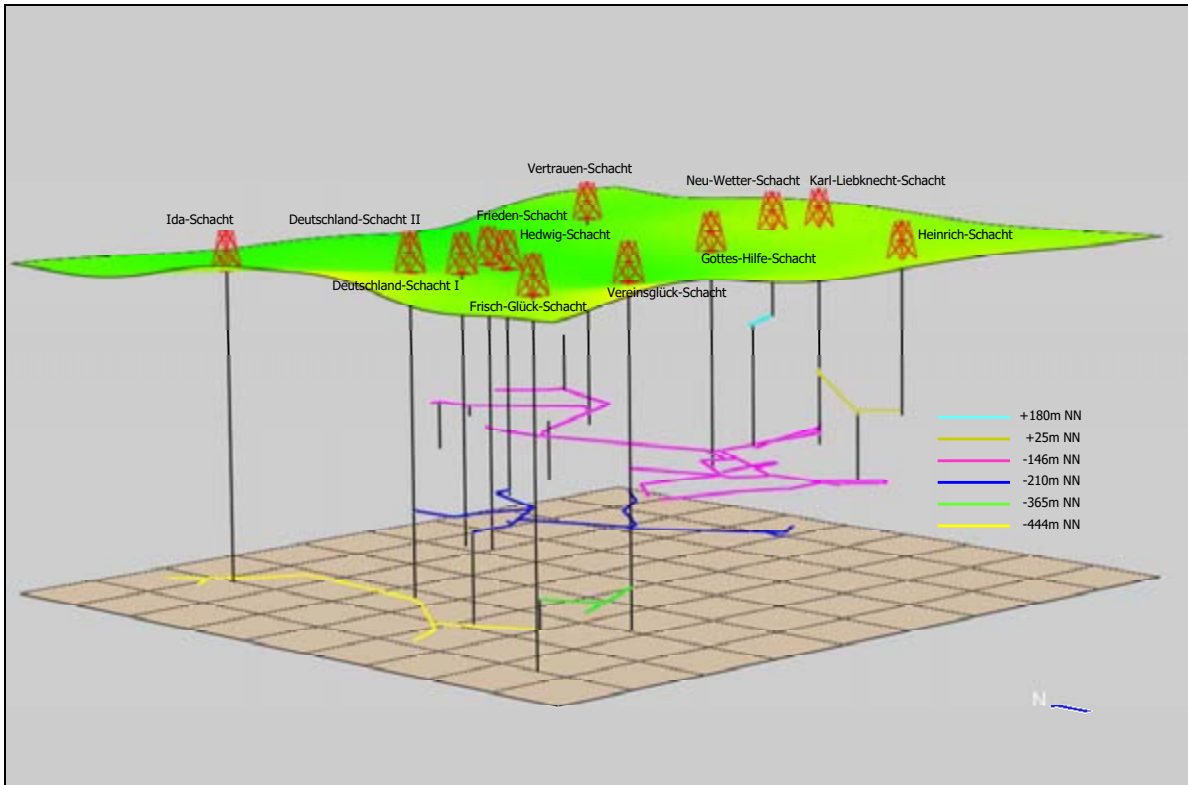 Vertrauen-Schacht
Neu-Wetter-Schacht
Karl-Liebknecht-Schacht
Ida-Schacht
Deutschland-Schacht II
Frieden-Schacht
Hedwig-Schacht
Heinrich-Schacht
Gottes-Hilfe-Schacht
Deutschland-Schacht I
Vereinsglück-Schacht
Frisch-Glück-Schacht
+180m NN
+25m NN
-146m NN
-210m NN
-365m NN
-444m NN
N